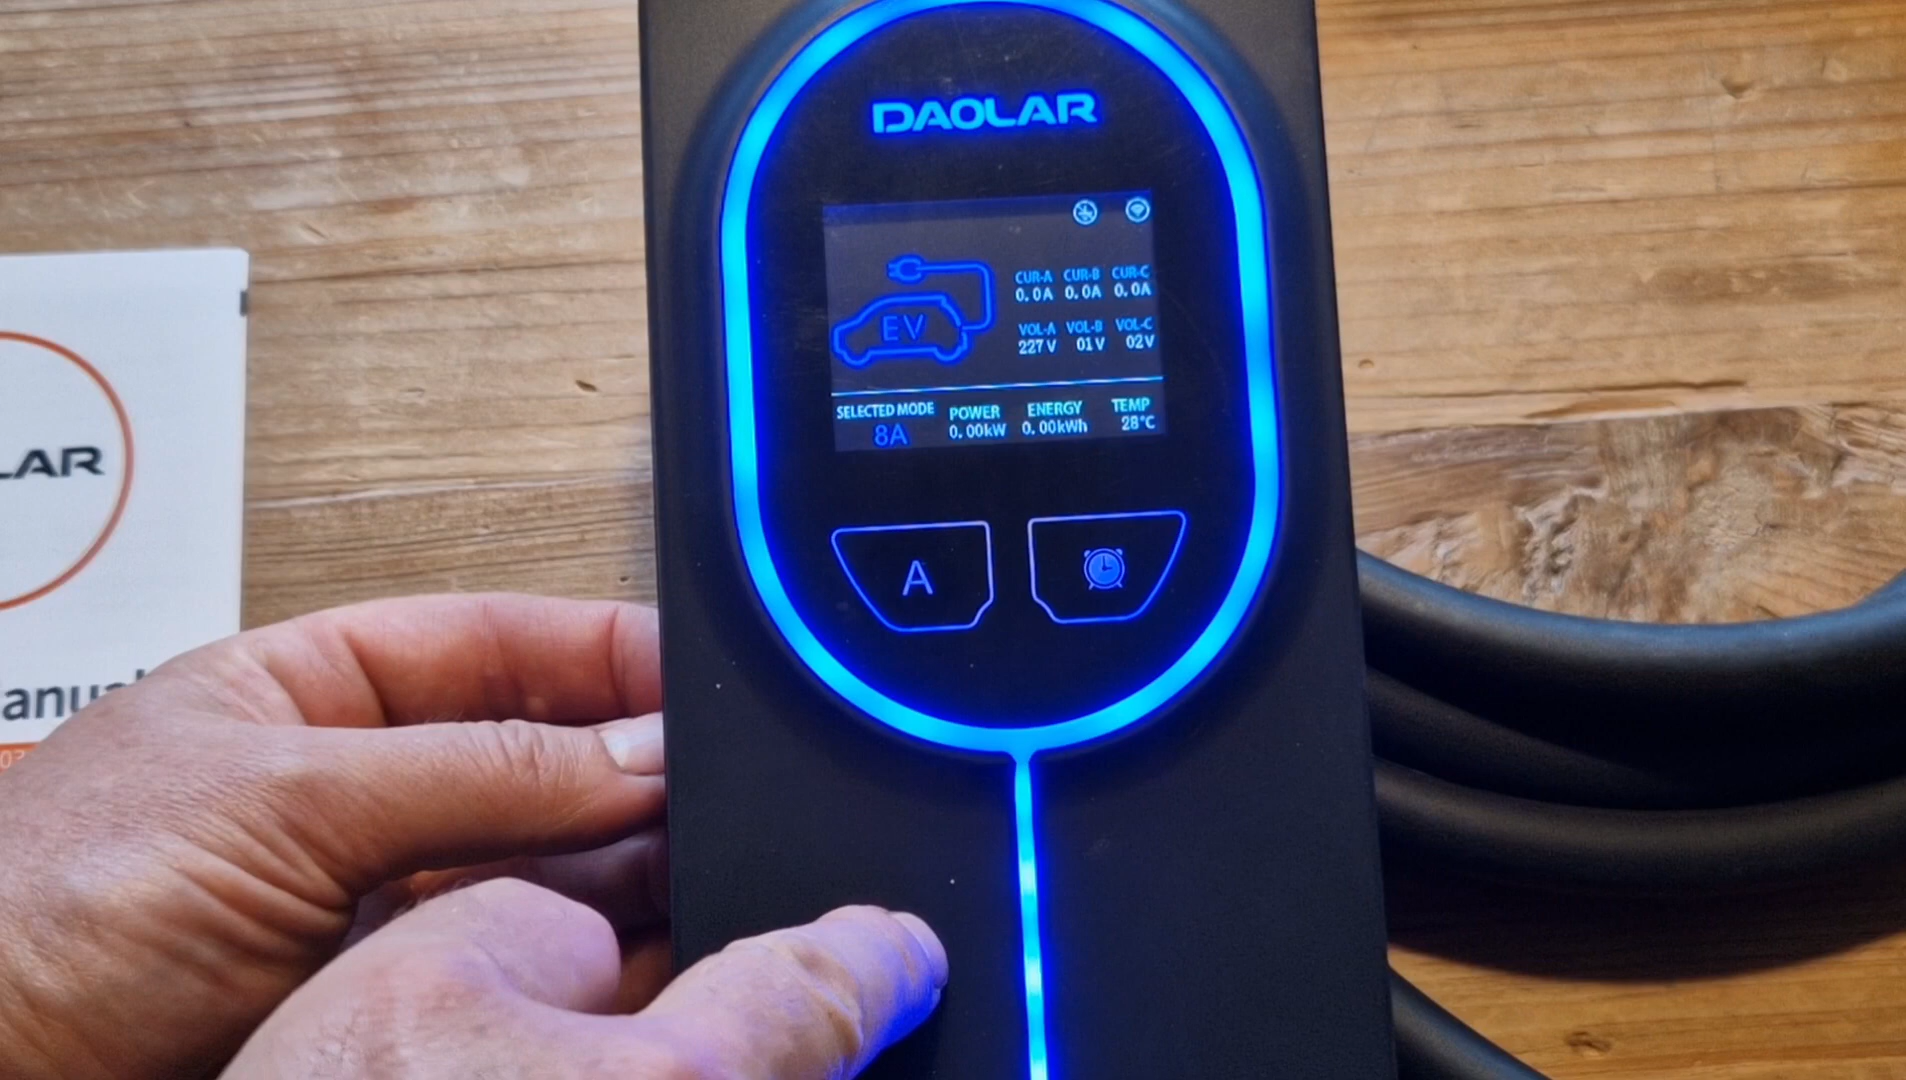 DAOLAR
EV
CUR-A CUR-B CUR-C
0.0A 0.0A 0.0A
VOL-A VOL-B VOL-C
227V 01V 02V
SELECTED MODE POWER ENERGY TEMP
8A 0.00kW 0.00kWh 28°C
A
LAR
anual